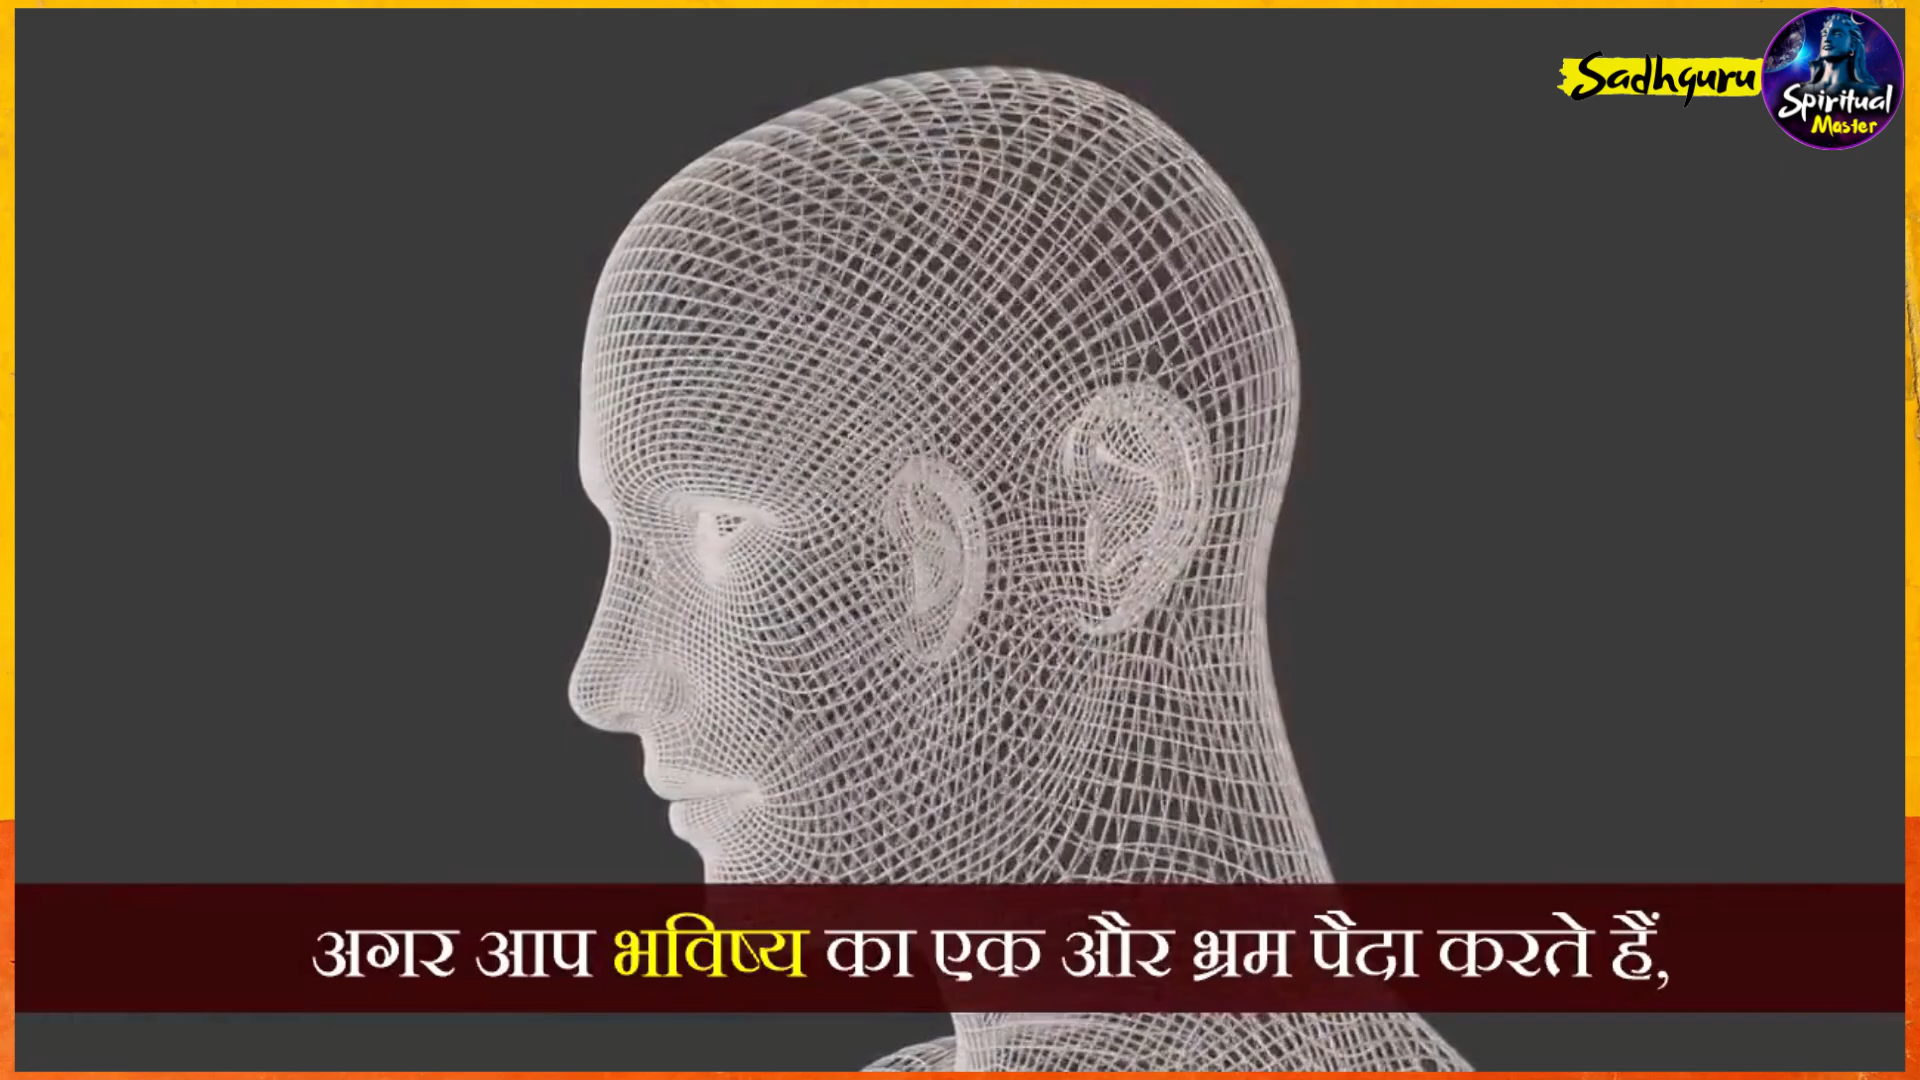 Sadhguru
Spiritual
Master
अगर आप भविष्य का एक और भ्रम पैदा करते हैं,